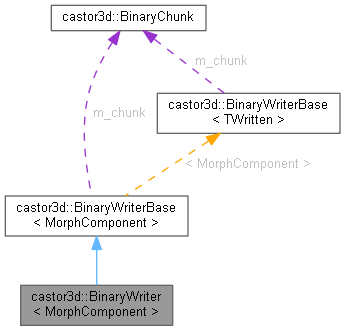 castor3d::BinaryChunk
m_chunk
m_chunk
castor3d::BinaryWriterBase
< TWritten >
< MorphComponent >
castor3d::BinaryWriterBase
< MorphComponent >
castor3d::BinaryWriter
< MorphComponent >